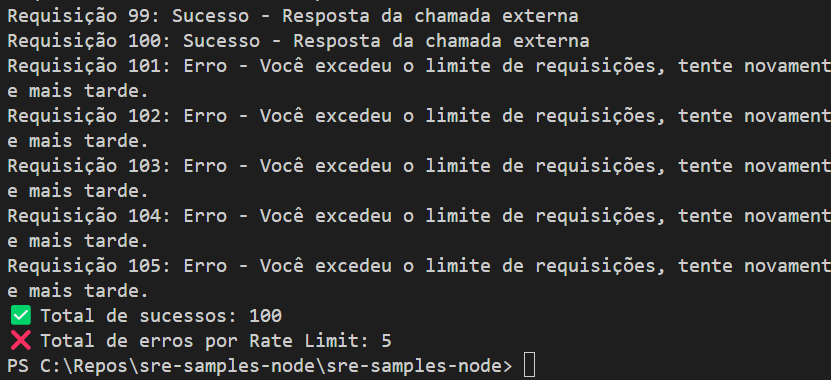 Requisição 99: Sucesso - Resposta da chamada externa
Requisição 100: Sucesso - Resposta da chamada externa
Requisição 101: Erro - Você excedeu o limite de requisições, tente novament
e mais tarde.
Requisição 102: Erro - Você excedeu o limite de requisições, tente novament
e mais tarde.
Requisição 103: Erro - Você excedeu o limite de requisições, tente novament
e mais tarde.
Requisição 104: Erro - Você excedeu o limite de requisições, tente novament
e mais tarde.
Requisição 105: Erro - Você excedeu o limite de requisições, tente novament
e mais tarde.
✅ Total de sucessos: 100
❌ Total de erros por Rate Limit: 5
PS C:\Repos\sre-samples-node\sre-samples-node>